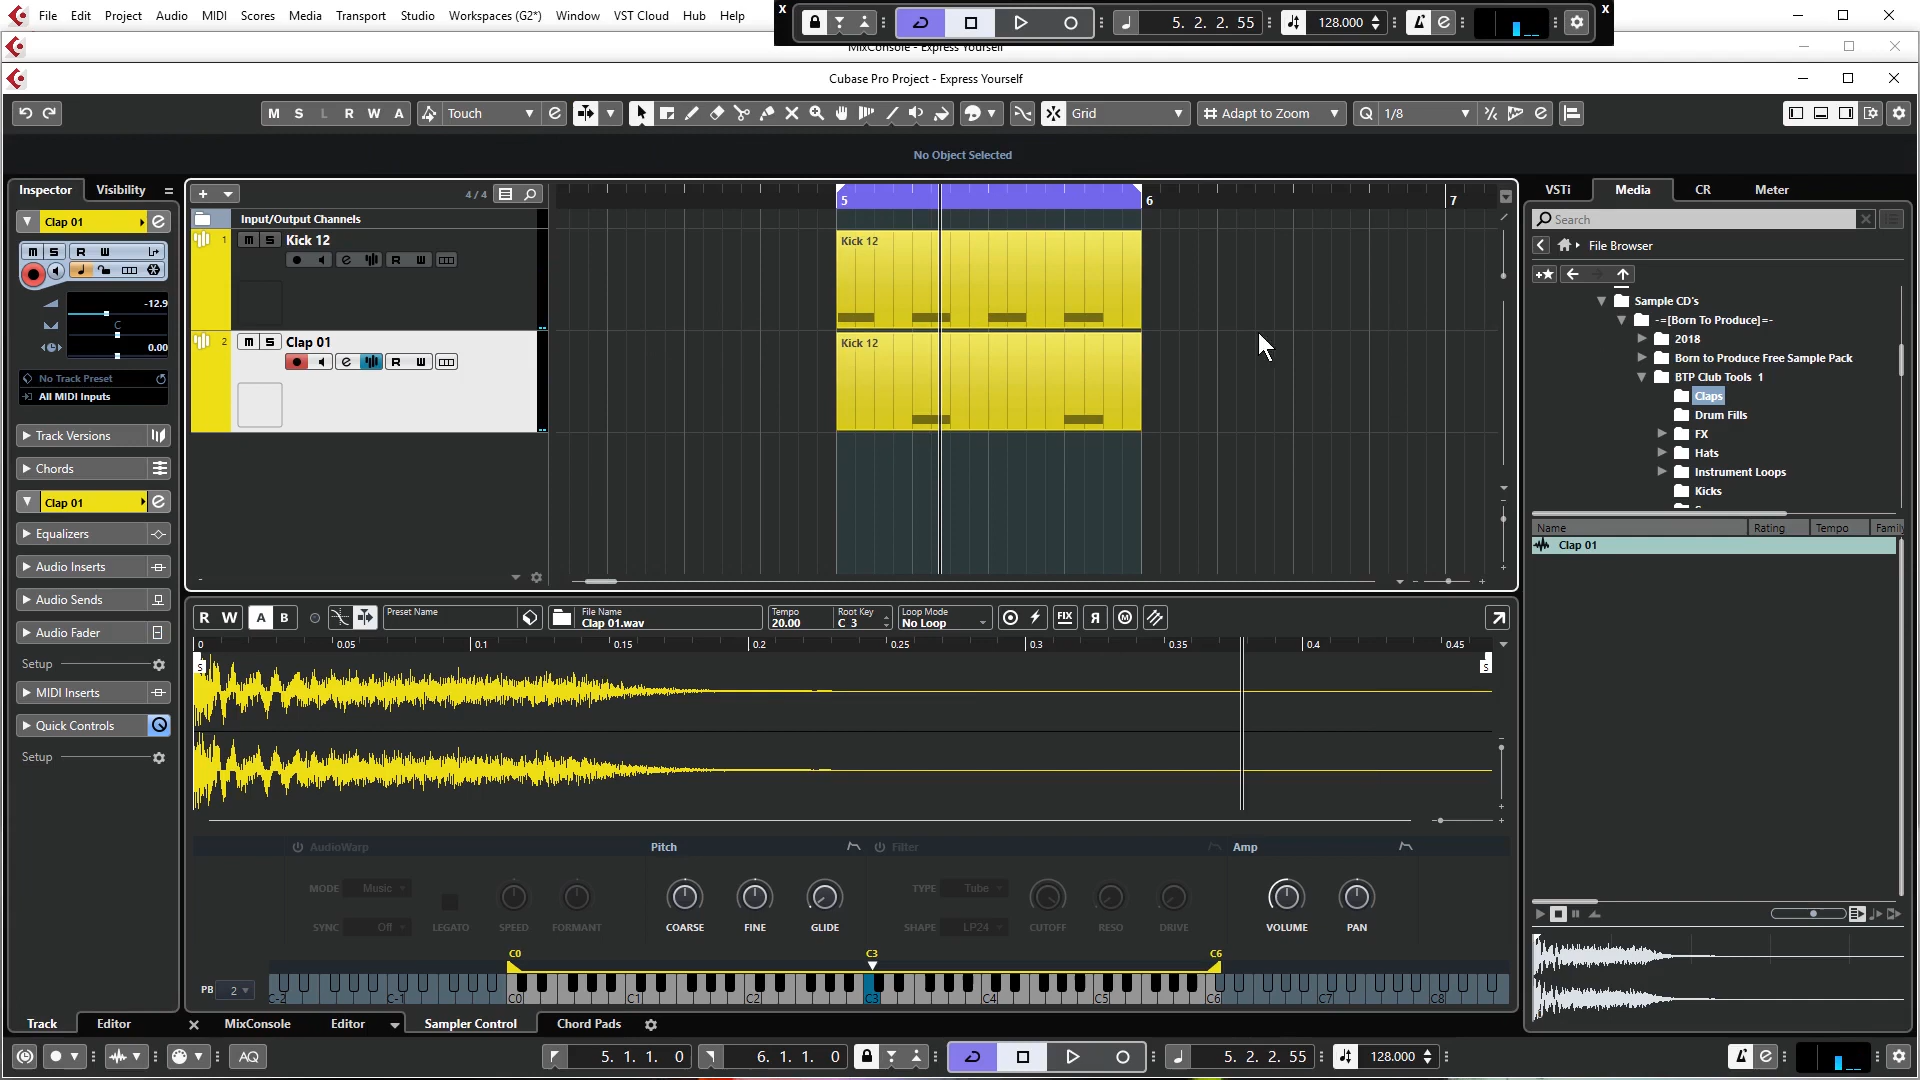 File Edit Project Audio MIDI Scores Media Transport Studio Workspaces (G2*) Window VST Cloud Hub Help
x 5. 2. 2. 55 128.000 x
MixConsole - Express Yourself
Cubase Pro Project - Express Yourself
M S L R W A Touch Grid Adapt to Zoom Q 1/8
No Object Selected
Inspector Visibility 4 / 4 5 6 7 VSTi Media CR Meter
Clap 01
Search
Input/Output Channels
1 M S Kick 12
Kick 12
R W
File Browser
M S R W
-12.9
C
0.00
2 M S Clap 01
Kick 12
R W
No Track Preset
All MIDI Inputs
Track Versions
Chords
Clap 01
Equalizers
Audio Inserts
Audio Sends
Audio Fader
Setup
MIDI Inserts
Quick Controls
Setup
Sample CD's
-=[Born To Produce]=-
2018
Born to Produce Free Sample Pack
BTP Club Tools 1
Claps
Drum Fills
FX
Hats
Instrument Loops
Kicks
Name Rating Tempo Family
Clap 01
R W A B Preset Name File Name Tempo Root Key Loop Mode
Clap 01.wav 20.00 C 3 No Loop FIX
0 0.05 0.1 0.15 0.2 0.25 0.3 0.35 0.4 0.45
S S
AudioWarp Pitch Filter Amp
MODE Music TYPE Tube
SYNC Off LEGATO SPEED FORMANT COARSE FINE GLIDE SHAPE LP24 CUTOFF RESO DRIVE VOLUME PAN
C0 C3 C6
PB 2
C-2 C-1 C0 C1 C2 C3 C4 C5 C6 C7 C8
Track Editor MixConsole Editor Sampler Control Chord Pads
AQ 5. 1. 1. 0 6. 1. 1. 0 5. 2. 2. 55 128.000